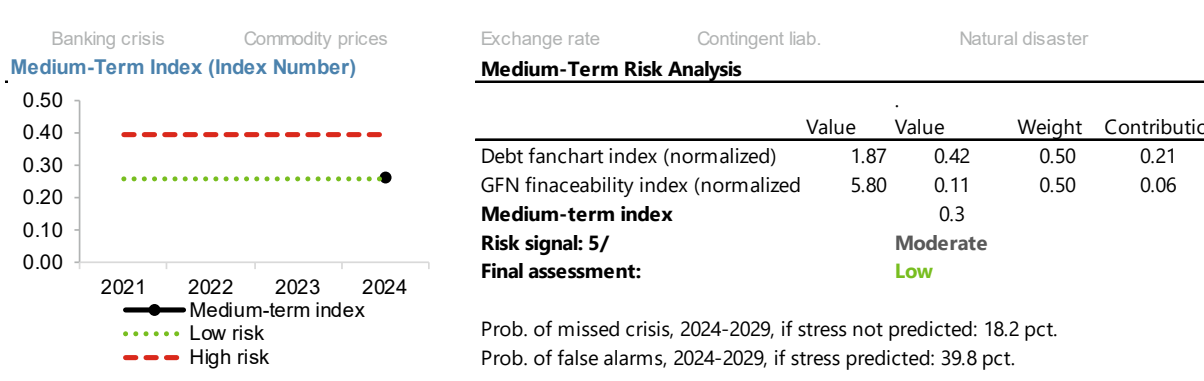 Banking crisis Commodity prices Exchange rate Contingent liab. Natural disaster
Medium-Term Index (Index Number)
0.50
0.40
0.30
0.20
0.10
0.00
2021 2022 2023 2024
Medium-term index
Low risk
High risk
Medium-Term Risk Analysis
Value Value Weight Contributio
Debt fanchart index (normalized) 1.87 0.42 0.50 0.21
GFN finaceability index (normalized 5.80 0.11 0.50 0.06
Medium-term index 0.3
Risk signal: 5/ Moderate
Final assessment: Low
Prob. of missed crisis, 2024-2029, if stress not predicted: 18.2 pct.
Prob. of false alarms, 2024-2029, if stress predicted: 39.8 pct.